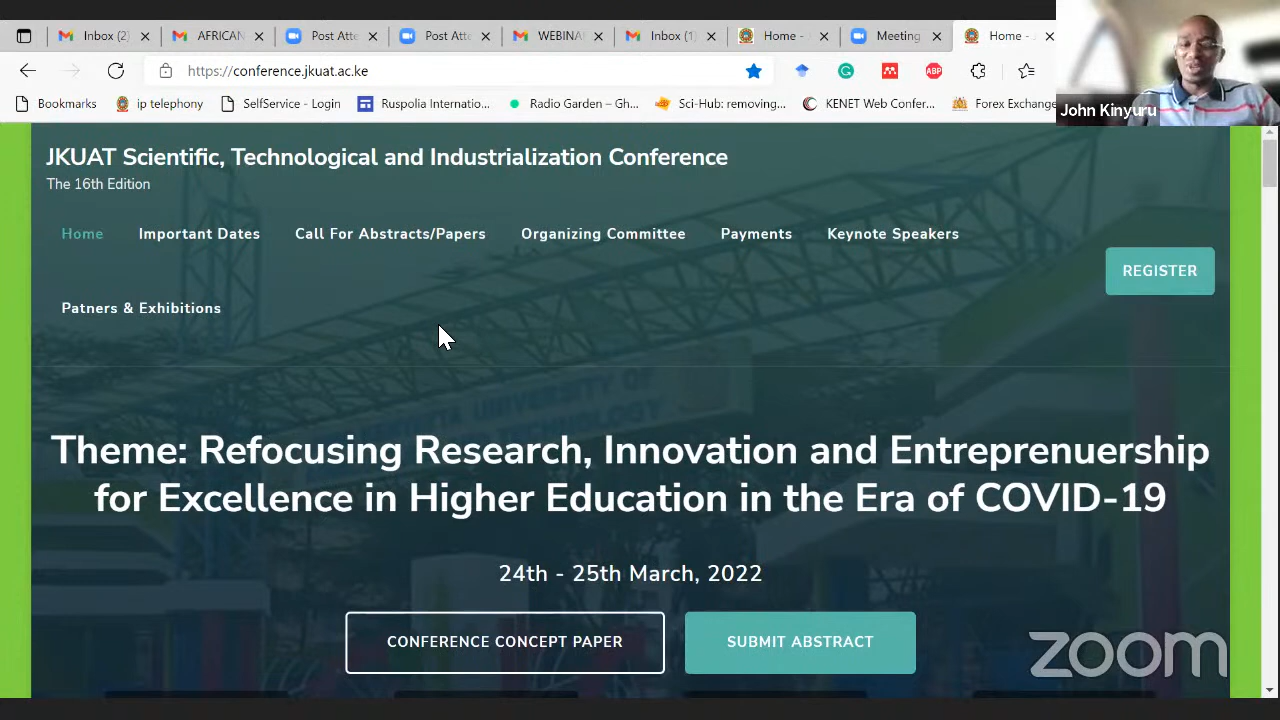 Inbox (2)
AFRICAN
Post Atte
Post Atte
WEBINA
Inbox (1)
Home -
Meeting
Home -
https://conference.jkuat.ac.ke
ABP
Bookmarks
ip telephony
SelfService - Login
Ruspolia Internatio...
Radio Garden – Gh...
Sci-Hub: removing...
KENET Web Confer...
Forex Exchange
John Kinyuru
JKUAT Scientific, Technological and Industrialization Conference
The 16th Edition
Home
Important Dates
Call For Abstracts/Papers
Organizing Committee
Payments
Keynote Speakers
REGISTER
Patners & Exhibitions
UNIVERSITY OF
Theme: Refocusing Research, Innovation and Entreprenuership
for Excellence in Higher Education in the Era of COVID-19
24th - 25th March, 2022
CONFERENCE CONCEPT PAPER
SUBMIT ABSTRACT
zoom